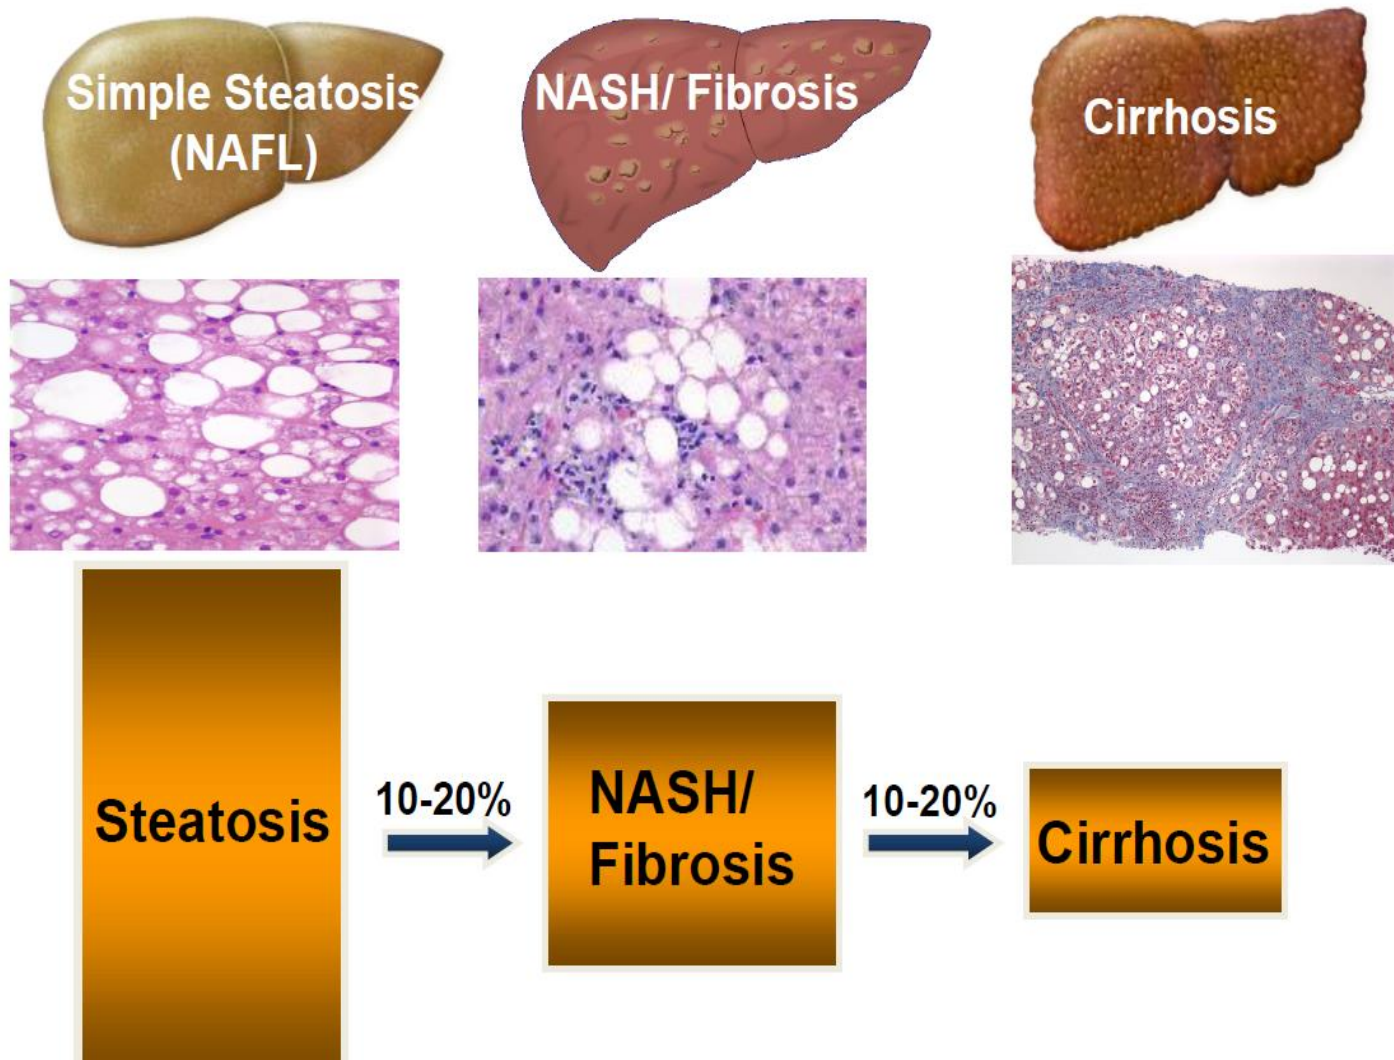 Simple Steatosis
(NAFL)
NASH/ Fibrosis
Cirrhosis
Steatosis
10-20%
NASH/
Fibrosis
10-20%
Cirrhosis